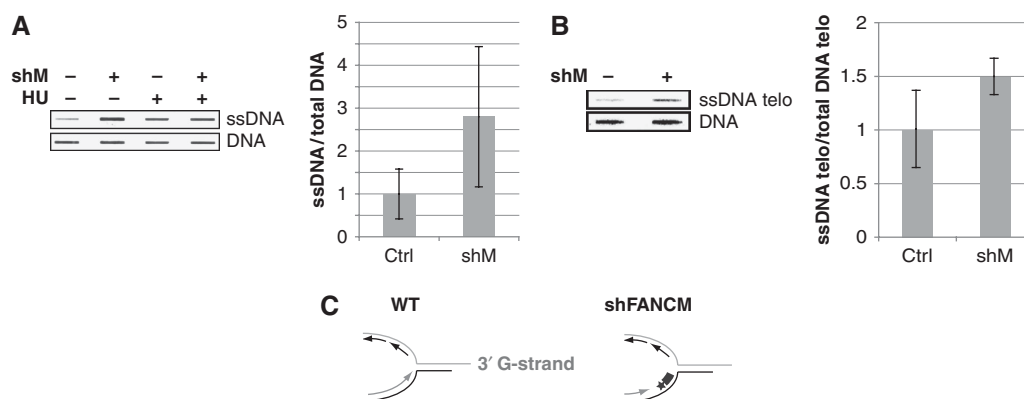 A
shM – + – +
HU – – + +
ssDNA
DNA
ssDNA/total DNA
5
4
3
2
1
0
Ctrl shM
B
shM – +
ssDNA telo
DNA
ssDNA telo/total DNA telo
2
1.5
1
0.5
0
Ctrl shM
C
WT
3′ G-strand
shFANCM